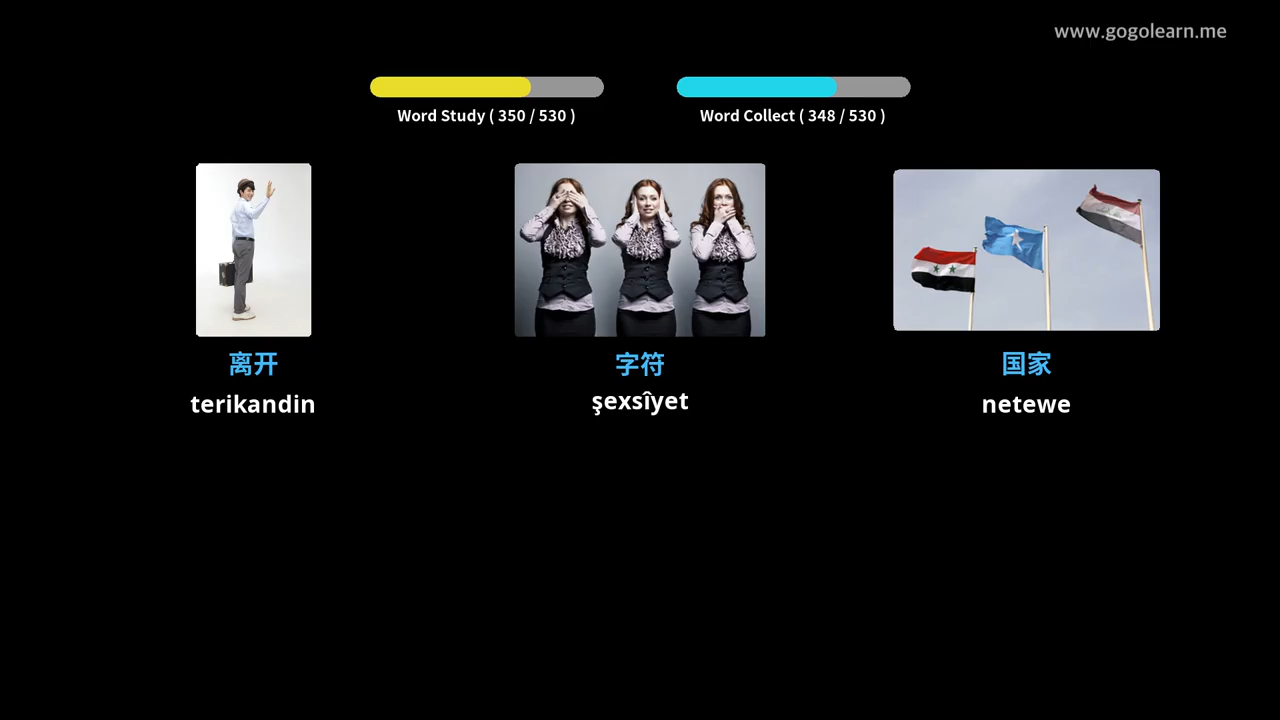 www.gogolearn.me
Word Study ( 350 / 530 )
Word Collect ( 348 / 530 )
离开
字符
国家
terikandin
şexsîyet
netewe